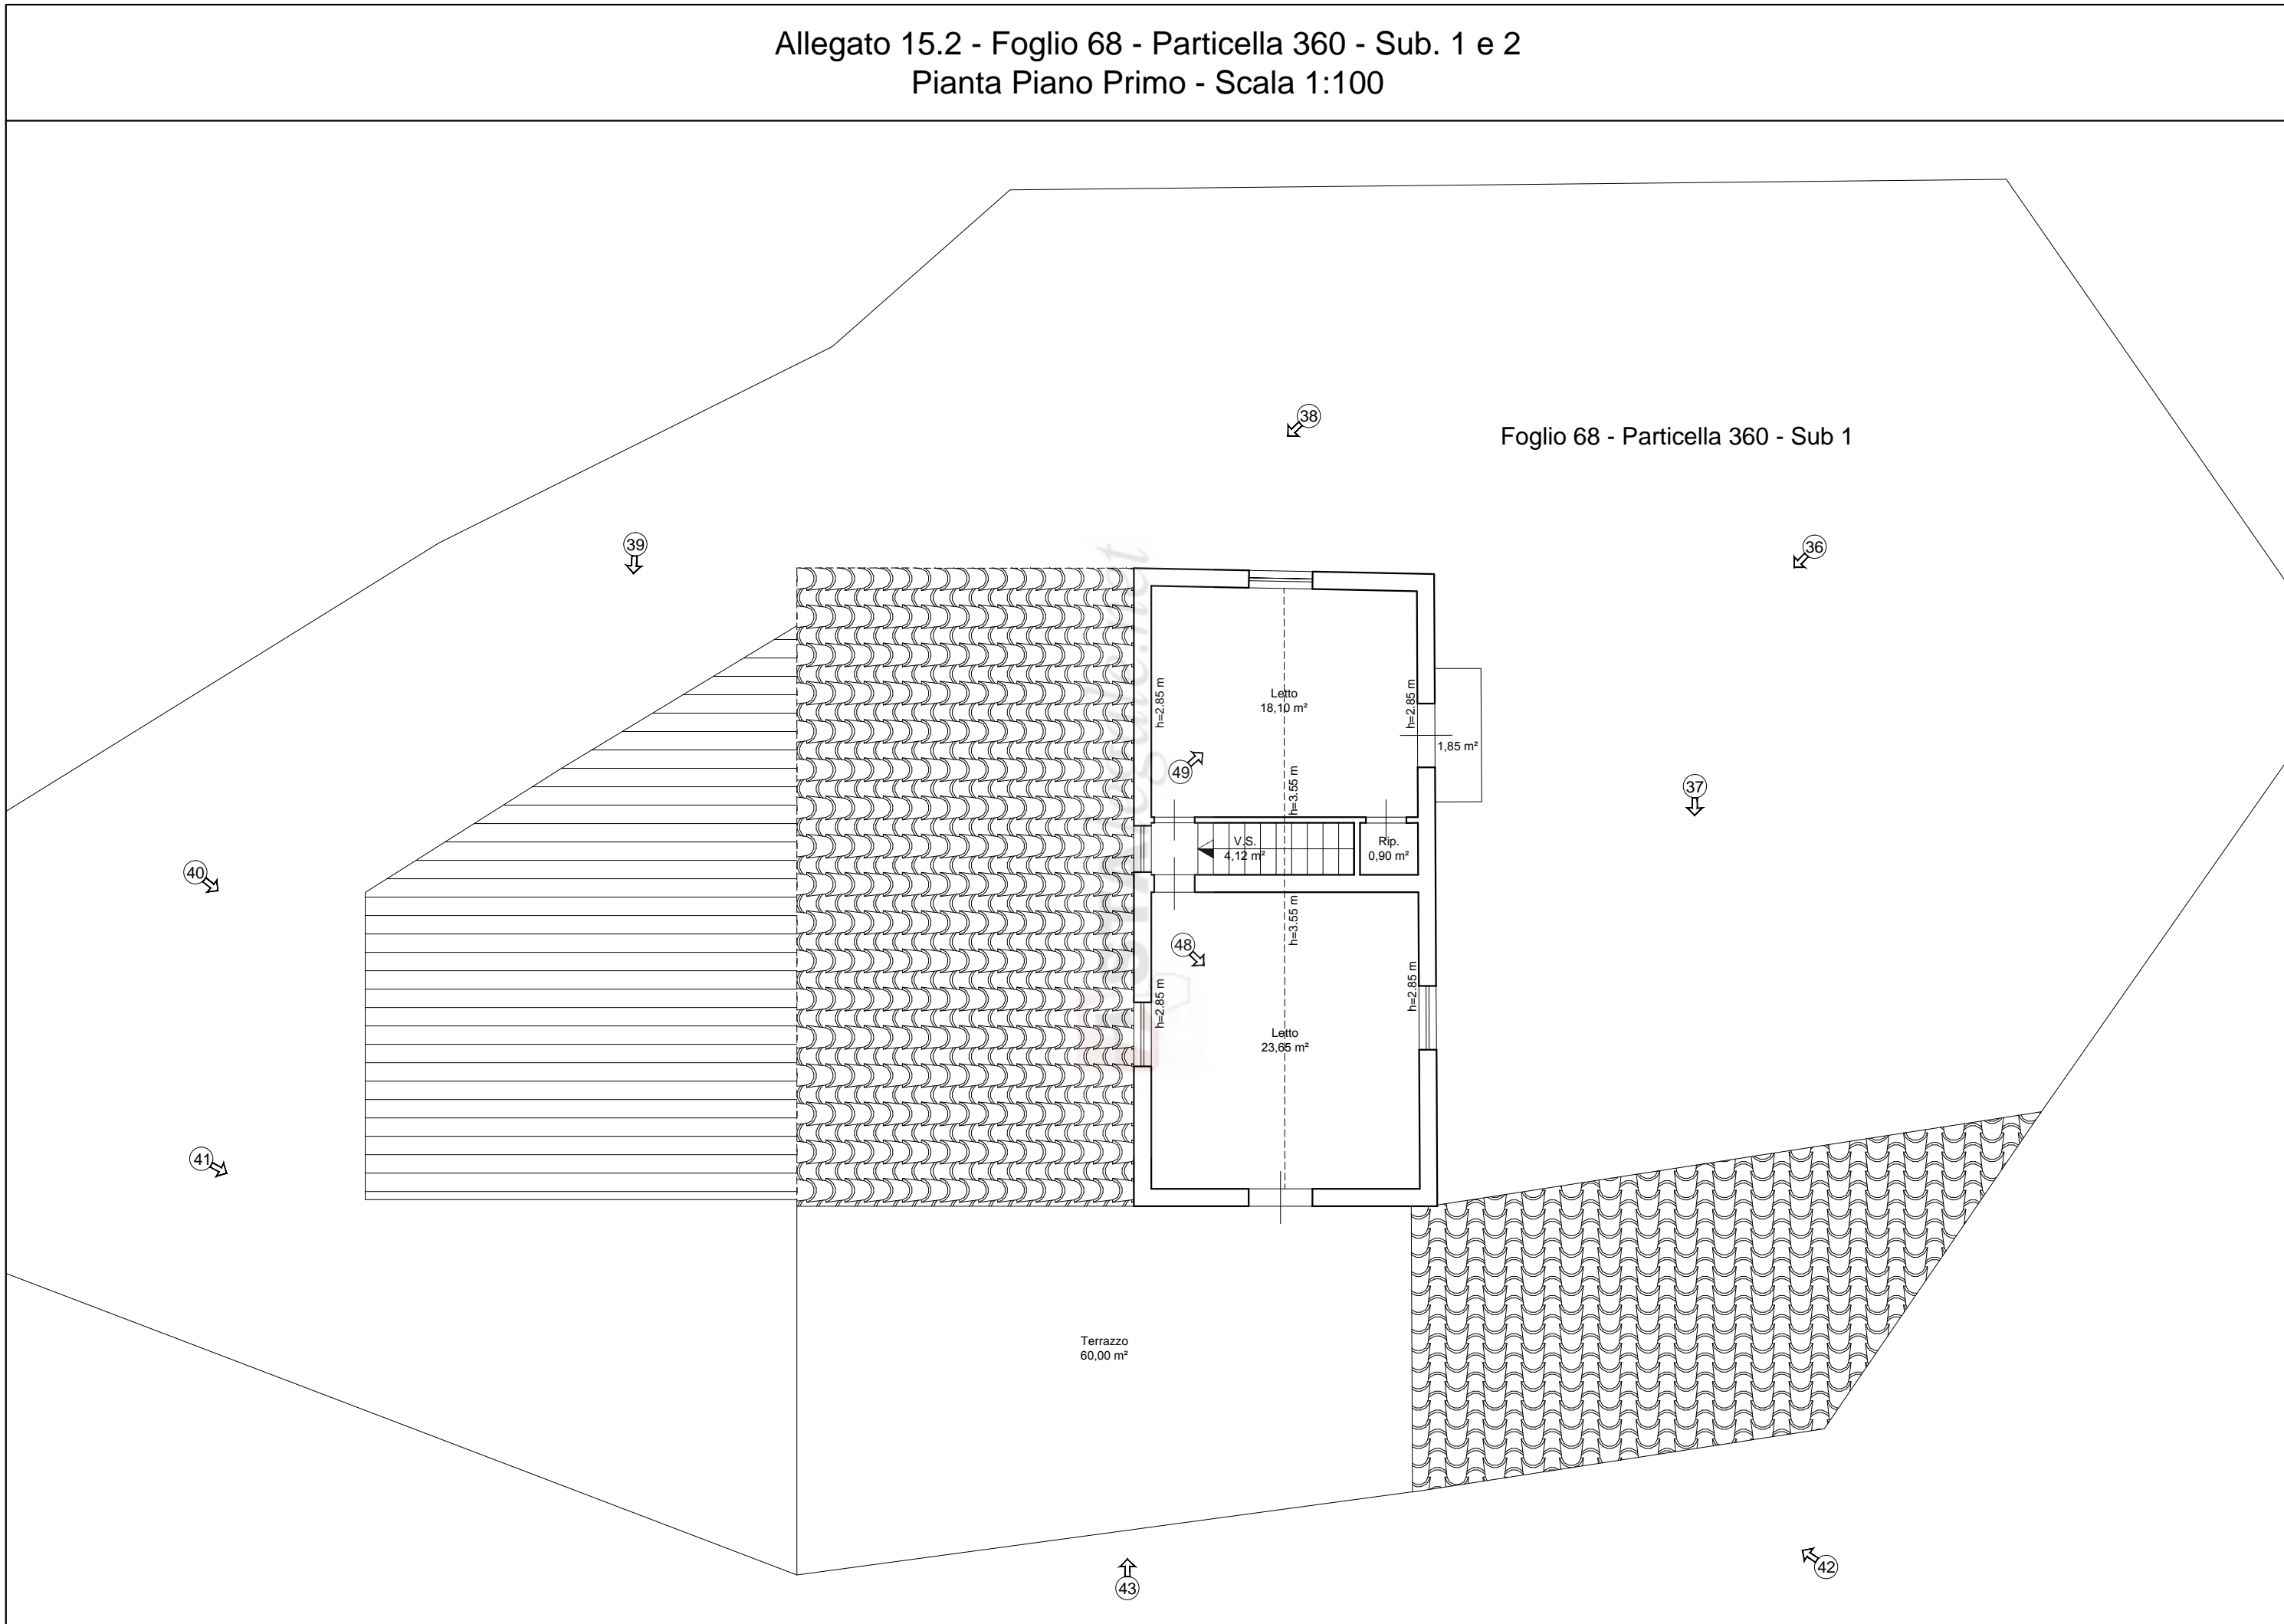 Allegato 15.2 - Foglio 68 - Particella 360 - Sub. 1 e 2
Pianta Piano Primo - Scala 1:100
38
Foglio 68 - Particella 360 - Sub 1
39
36
h=2.85 m
Letto
18,10 m²
h=2.85 m
1,85 m²
49
h=3.55 m
37
V.S.
4,12 m²
Rip.
0,90 m²
40
h=3.55 m
48
h=2.85 m
h=2.85 m
Letto
23,65 m²
41
Terrazzo
60,00 m²
43
42